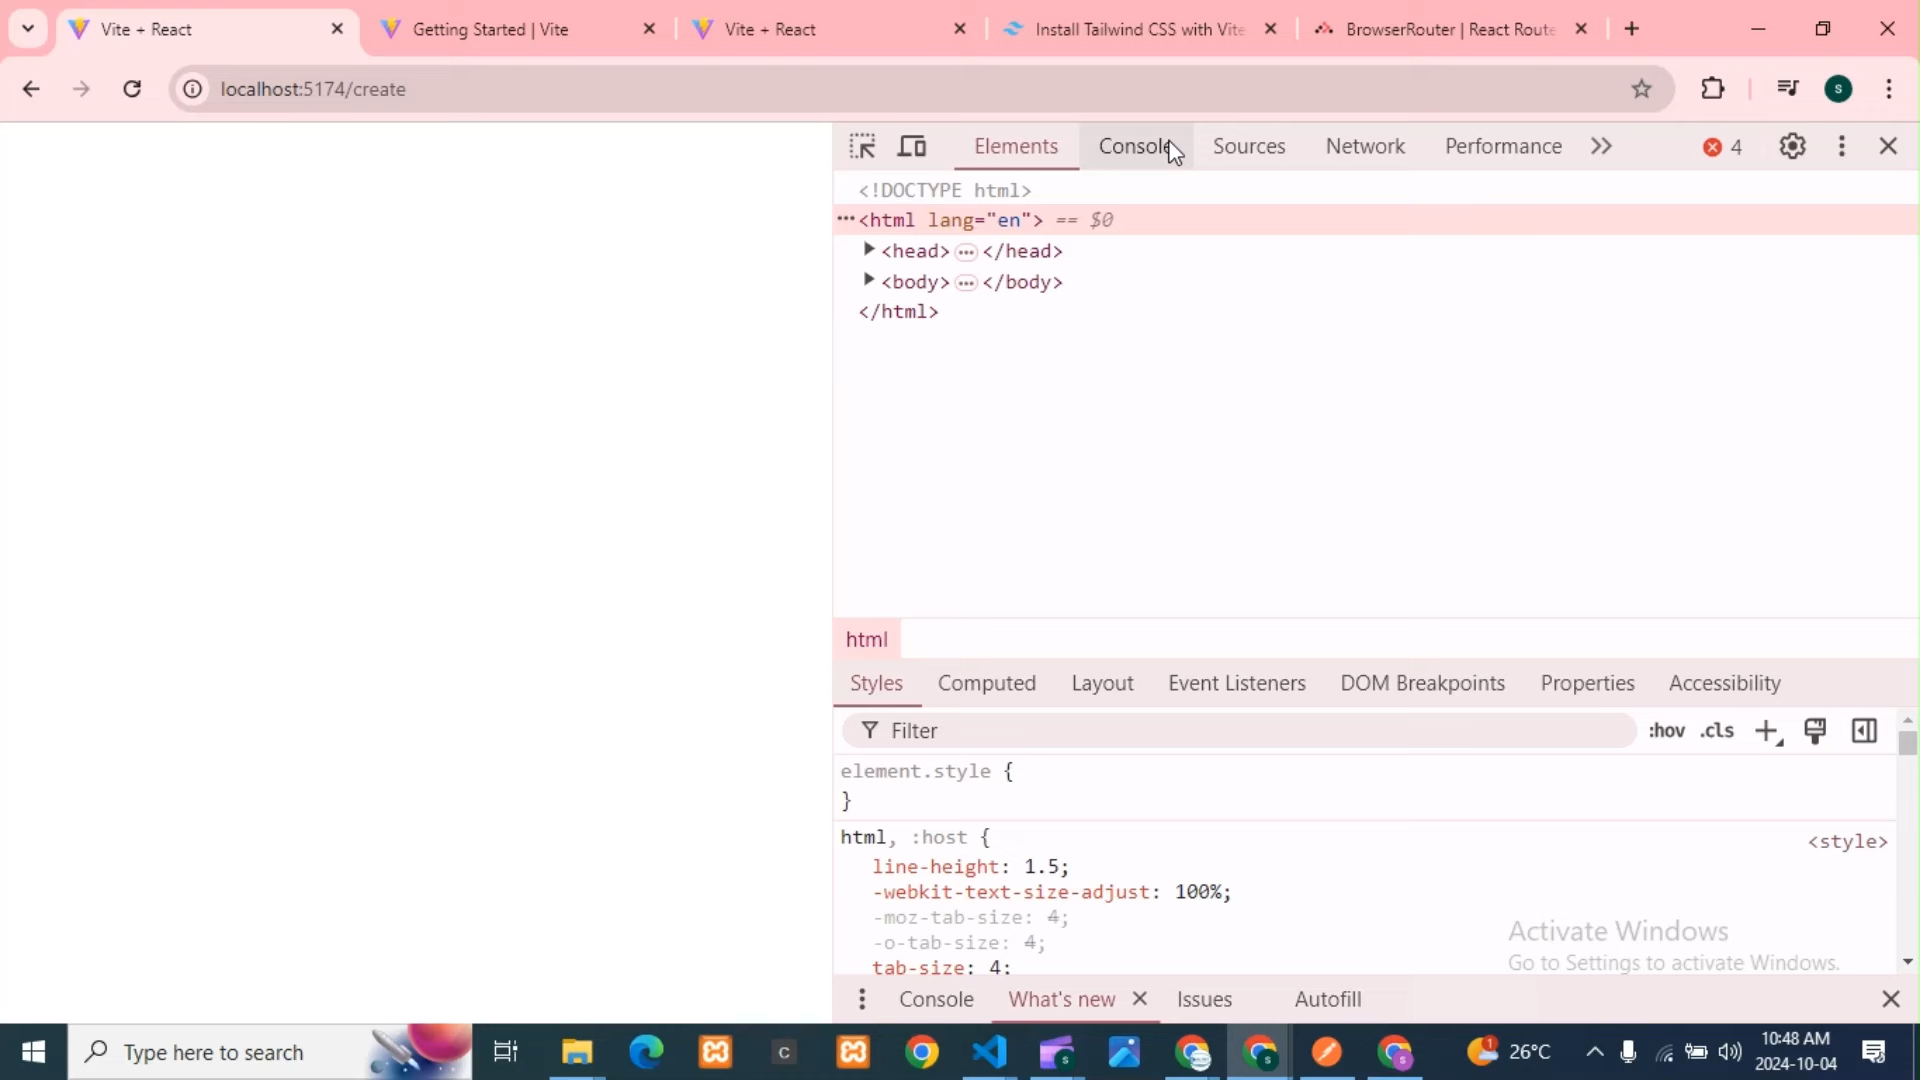 Vite + React
Getting Started | Vite
Vite + React
Install Tailwind CSS with Vite
BrowserRouter | React Route
localhost:5174/create
S
Elements
Console
Sources
Network
Performance
4
<!DOCTYPE html>
<html lang="en"> == $0
<head> … </head>
<body> … </body>
</html>
html
Styles
Computed
Layout
Event Listeners
DOM Breakpoints
Properties
Accessibility
Filter
:hov
.cls
element.style {
}
html, :host {
<style>
line-height: 1.5;
-webkit-text-size-adjust: 100%;
-moz-tab-size: 4;
-o-tab-size: 4;
tab-size: 4;
Activate Windows
Go to Settings to activate Windows.
Console
What's new
Issues
Autofill
Type here to search
C
S
S
S
1
26°C
10:48 AM
2024-10-04